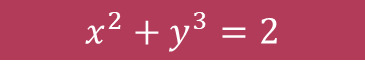 x² + y³ = 2